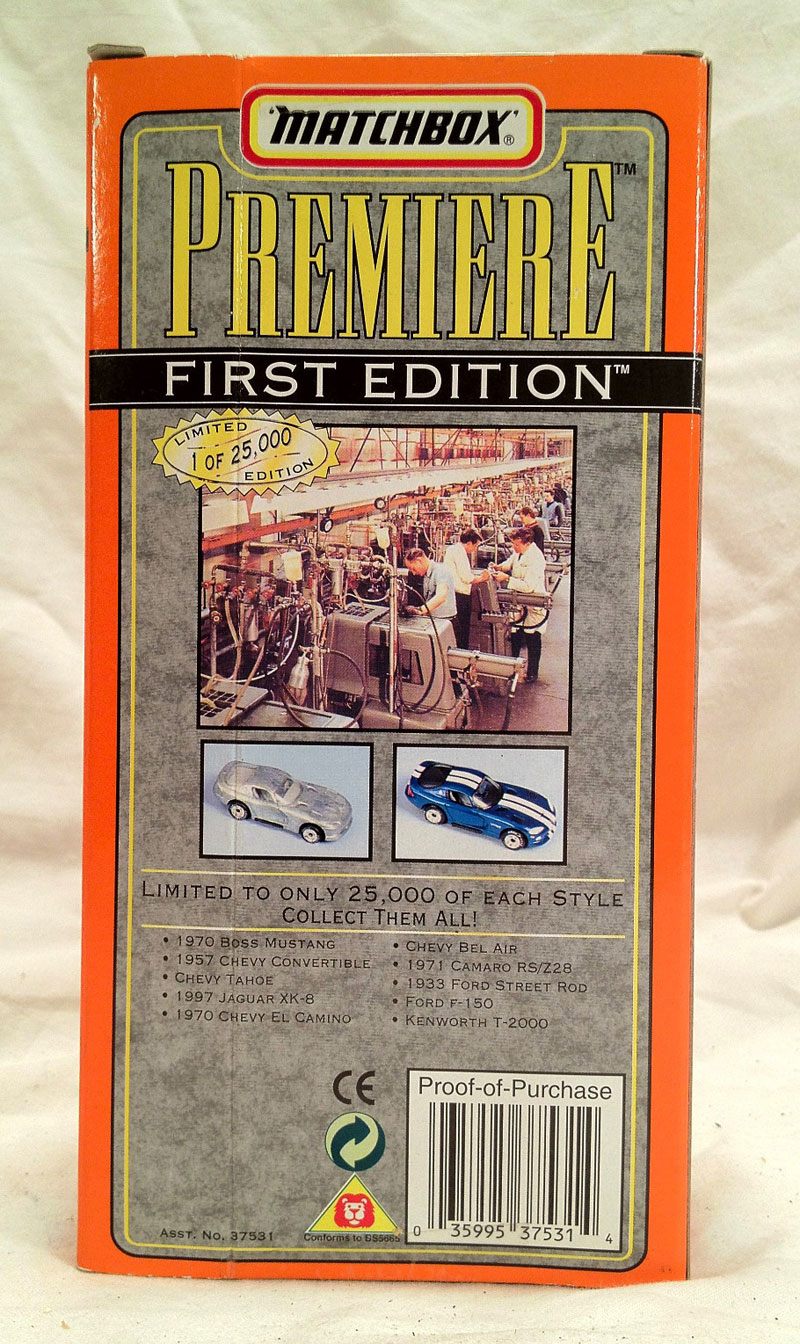 'MATCHBOX'®
PREMIERE™
FIRST EDITION™
LIMITED
1 OF 25,000
EDITION
LIMITED TO ONLY 25,000 OF EACH STYLE
COLLECT THEM ALL!
• 1970 BOSS MUSTANG
• 1957 CHEVY CONVERTIBLE
• CHEVY TAHOE
• 1997 JAGUAR XK-8
• 1970 CHEVY EL CAMINO
• CHEVY BEL AIR
• 1971 CAMARO RS/Z28
• 1933 FORD STREET ROD
• FORD F-150
• KENWORTH T-2000
CE
Proof-of-Purchase
0 35995 37531 4
ASST. NO. 37531
Conforms to BS5665